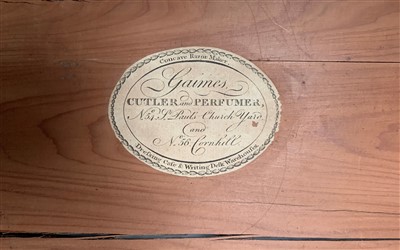 Concave Razor Maker
Gaimes,
CUTLER and PERFUMER,
No. 54 St. Paul's Church Yard
and
No. 56 Cornhill
Dressing Case & Writing Desk Warehouse